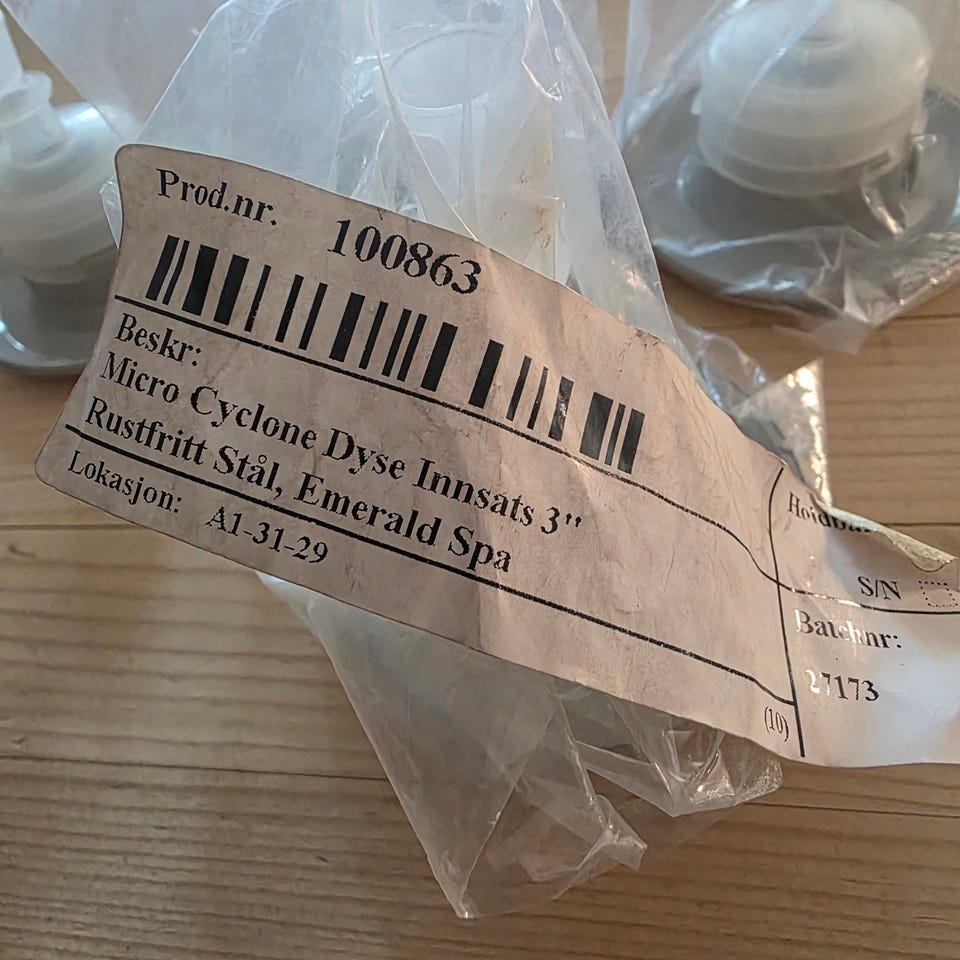 Prod.nr. 100863
Beskr:
Micro Cyclone Dyse Innsats 3"
Rustfritt Stål, Emerald Spa
Lokasjon: A1-31-29
S/N
Batchnr:
27173
(10)